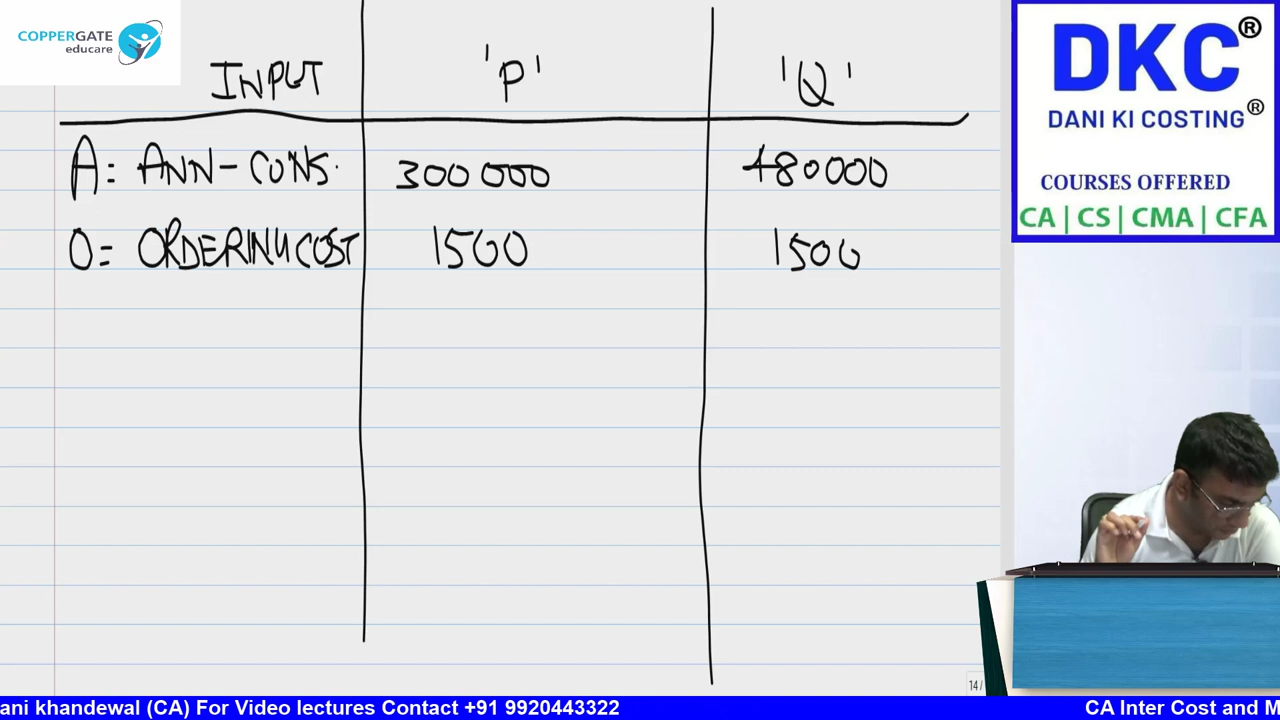 COPPERGATE
educare
INPUT 'P' 'Q'
A: ANN-CONS. 300000 480000
O= ORDERING COST 1500 1500
DKC®
DANI KI COSTING®
COURSES OFFERED
CA | CS | CMA | CFA
14/
ani khandewal (CA) For Video lectures Contact +91 9920443322
CA Inter Cost and M